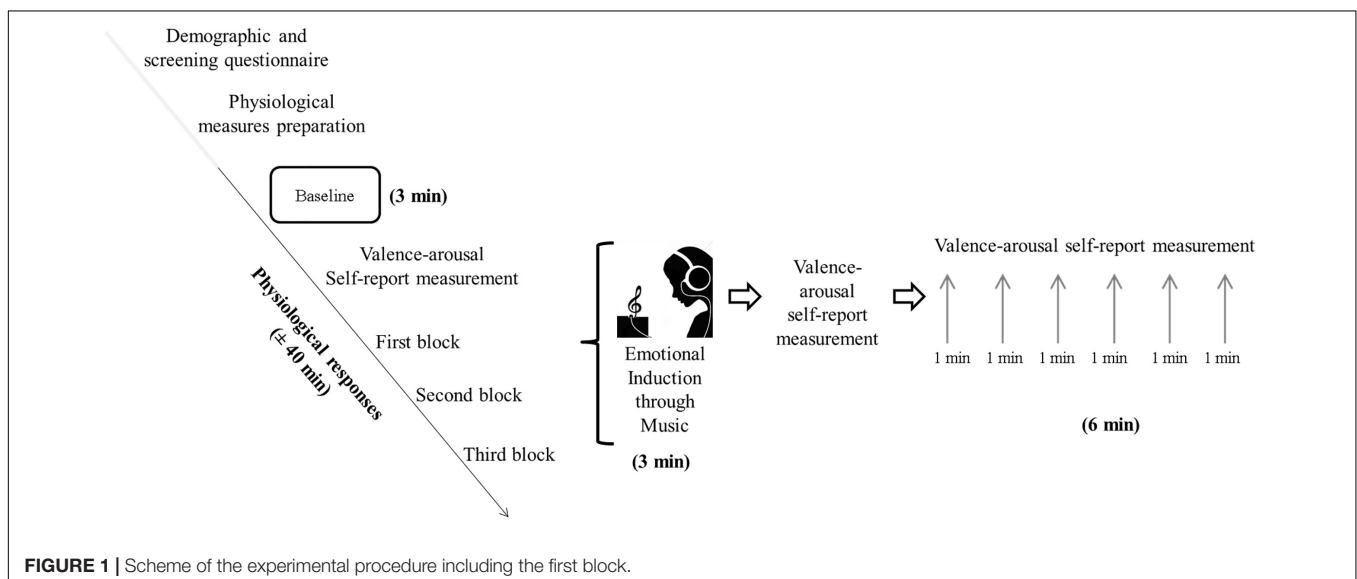 Demographic and
screening questionnaire
Physiological
measures preparation
Baseline
(3 min)
Valence-arousal
Self-report measurement
Physiological responses
(± 40 min)
First block
Second block
Third block
Emotional
Induction
through
Music
(3 min)
Valence-
arousal
self-report
measurement
Valence-arousal self-report measurement
1 min 1 min 1 min 1 min 1 min 1 min
(6 min)
FIGURE 1 | Scheme of the experimental procedure including the first block.